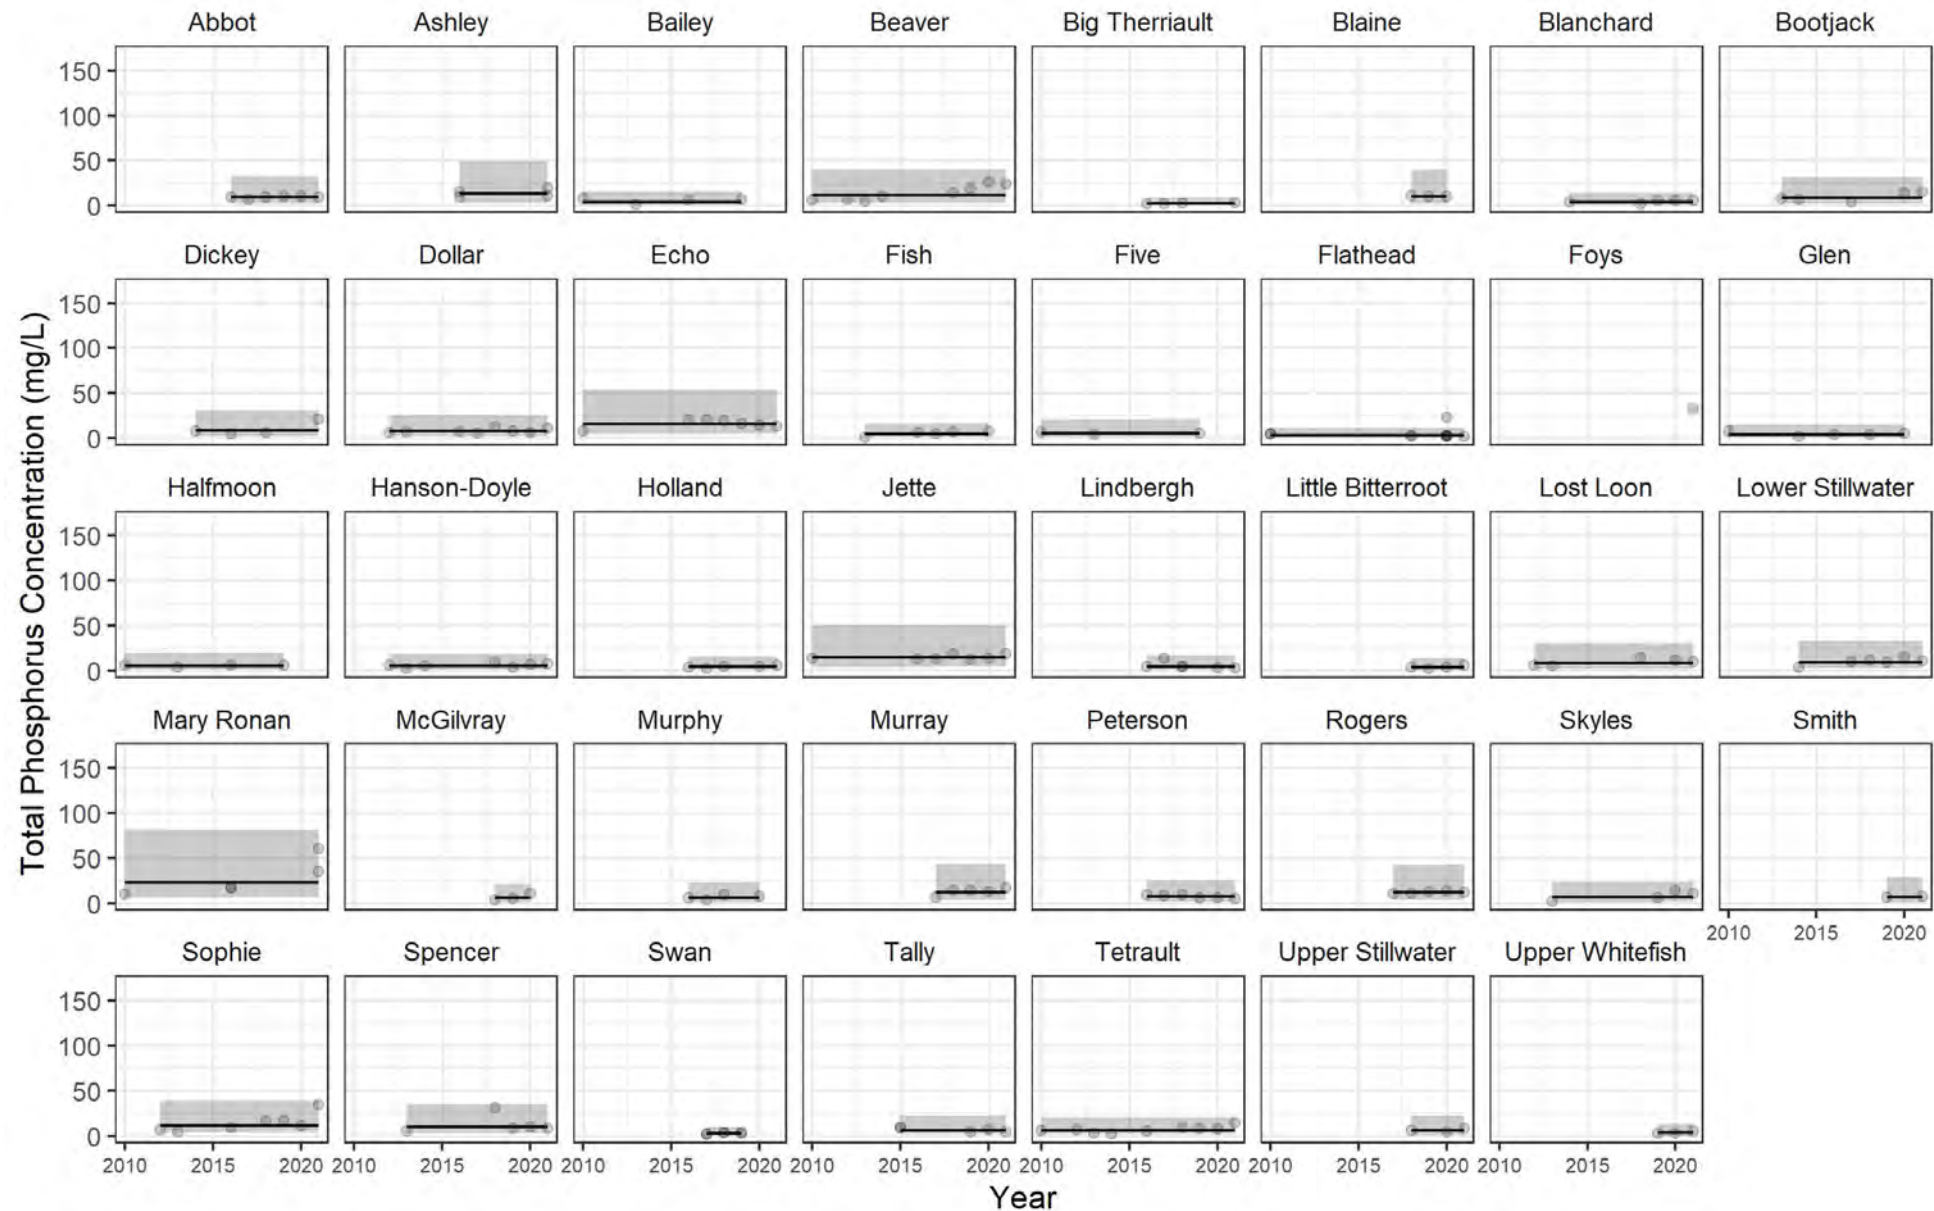 Abbot Ashley Bailey Beaver Big Therriault Blaine Blanchard Bootjack
150
100
50
0
Dickey Dollar Echo Fish Five Flathead Foys Glen
150
100
50
0
Halfmoon Hanson-Doyle Holland Jette Lindbergh Little Bitterroot Lost Loon Lower Stillwater
150
100
50
0
Mary Ronan McGilvray Murphy Murray Peterson Rogers Skyles Smith
150
100
50
0
2010 2015 2020
Sophie Spencer Swan Tally Tetrault Upper Stillwater Upper Whitefish
150
100
50
0
2010 2015 2020 2010 2015 2020 2010 2015 2020 2010 2015 2020 2010 2015 2020 2010 2015 2020 2010 2015 2020
Year
Total Phosphorus Concentration (mg/L)